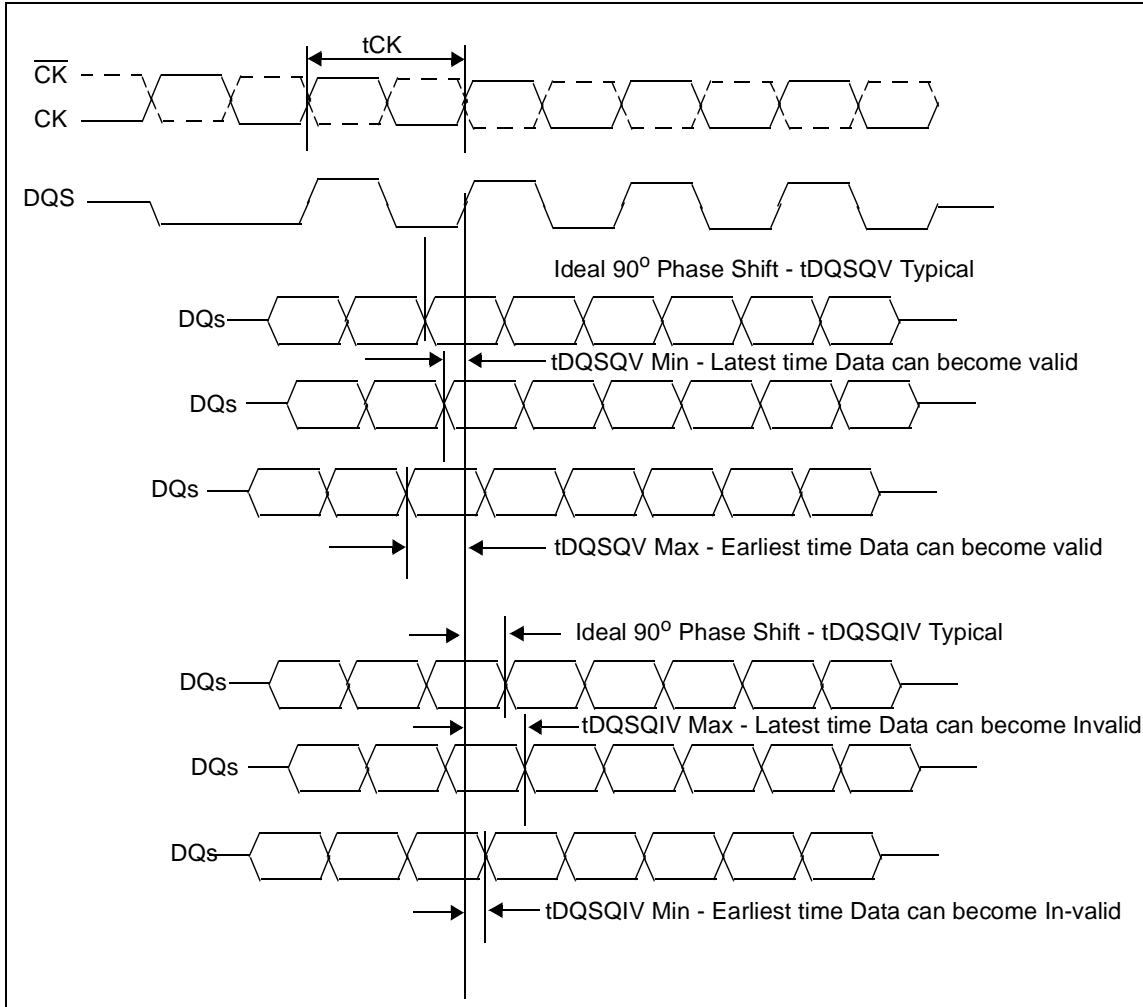 tCK
CK
CK
DQS
Ideal 90o Phase Shift - tDQSQV Typical
DQs
tDQSQV Min - Latest time Data can become valid
DQs
DQs
tDQSQV Max - Earliest time Data can become valid
Ideal 90o Phase Shift - tDQSQIV Typical
DQs
tDQSQIV Max - Latest time Data can become Invalid
DQs
DQs
tDQSQIV Min - Earliest time Data can become In-valid